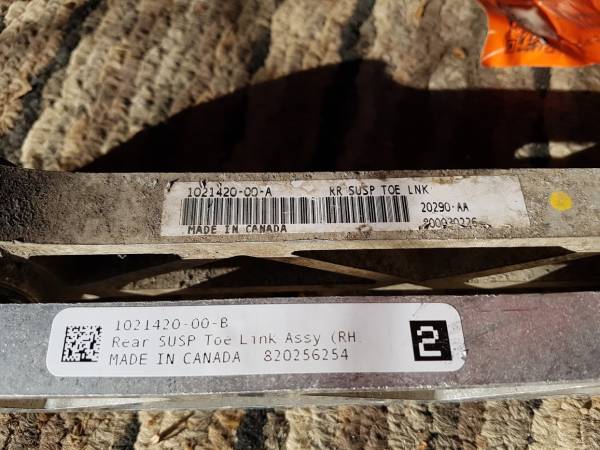 1021420-00-A RR SUSP TOE LNK
20290-AA
MADE IN CANADA
1021420-00-B
Rear SUSP Toe Link Assy (RH
MADE IN CANADA 820256254
2